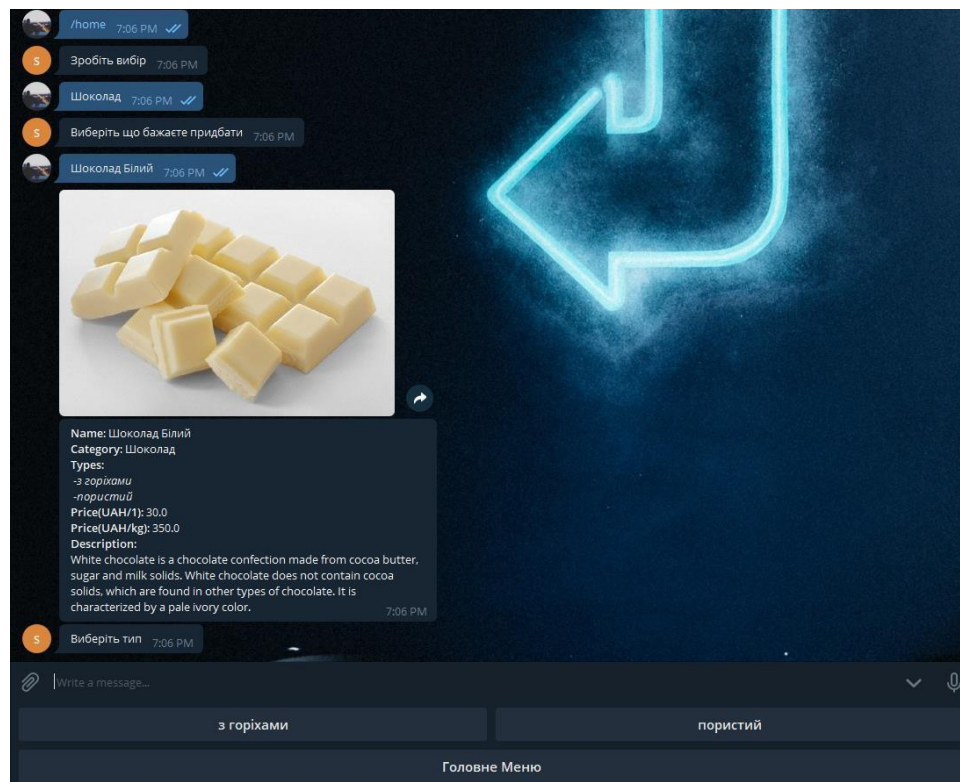 /home 7:06 PM
S
Зробіть вибір 7:06 PM
Шоколад 7:06 PM
S
Виберіть що бажаєте придбати 7:06 PM
Шоколад Білий 7:06 PM
Name: Шоколад Білий
Category: Шоколад
Types:
-з горіхами
-пористий
Price(UAH/1): 30.0
Price(UAH/kg): 350.0
Description:
White chocolate is a chocolate confection made from cocoa butter,
sugar and milk solids. White chocolate does not contain cocoa
solids, which are found in other types of chocolate. It is
characterized by a pale ivory color. 7:06 PM
S
Виберіть тип 7:06 PM
Write a message...
з горіхами
пористий
Головне Меню